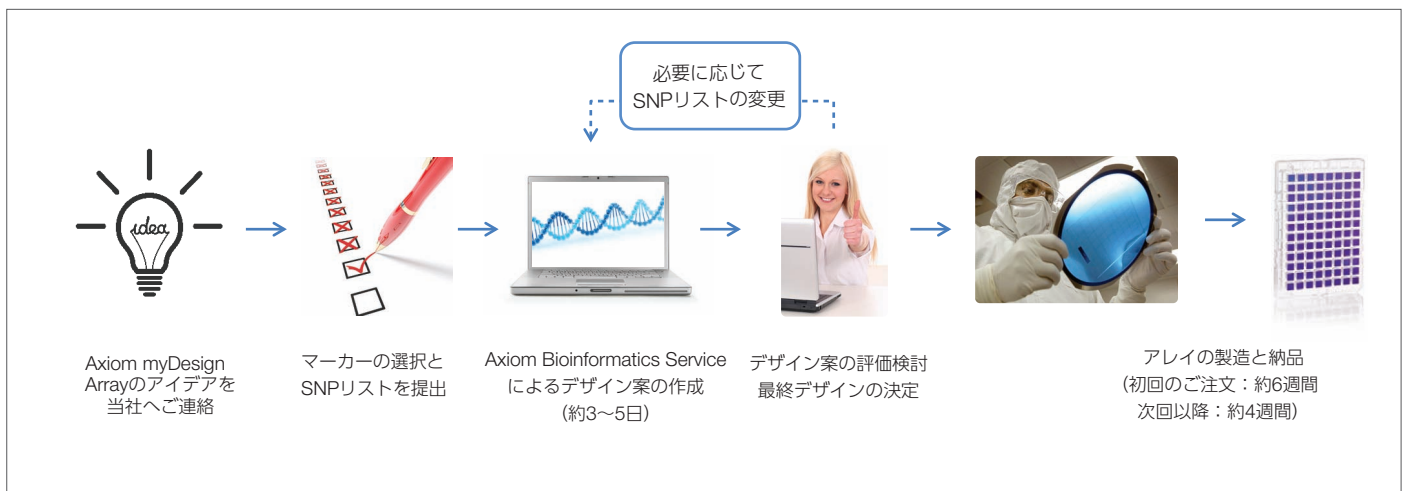 必要に応じて
SNPリストの変更
idea
Axiom myDesign
Arrayのアイデアを
当社へご連絡
マーカーの選択と
SNPリストを提出
Axiom Bioinformatics Service
によるデザイン案の作成
(約3〜5日)
デザイン案の評価検討
最終デザインの決定
アレイの製造と納品
(初回のご注文：約6週間
次回以降：約4週間)